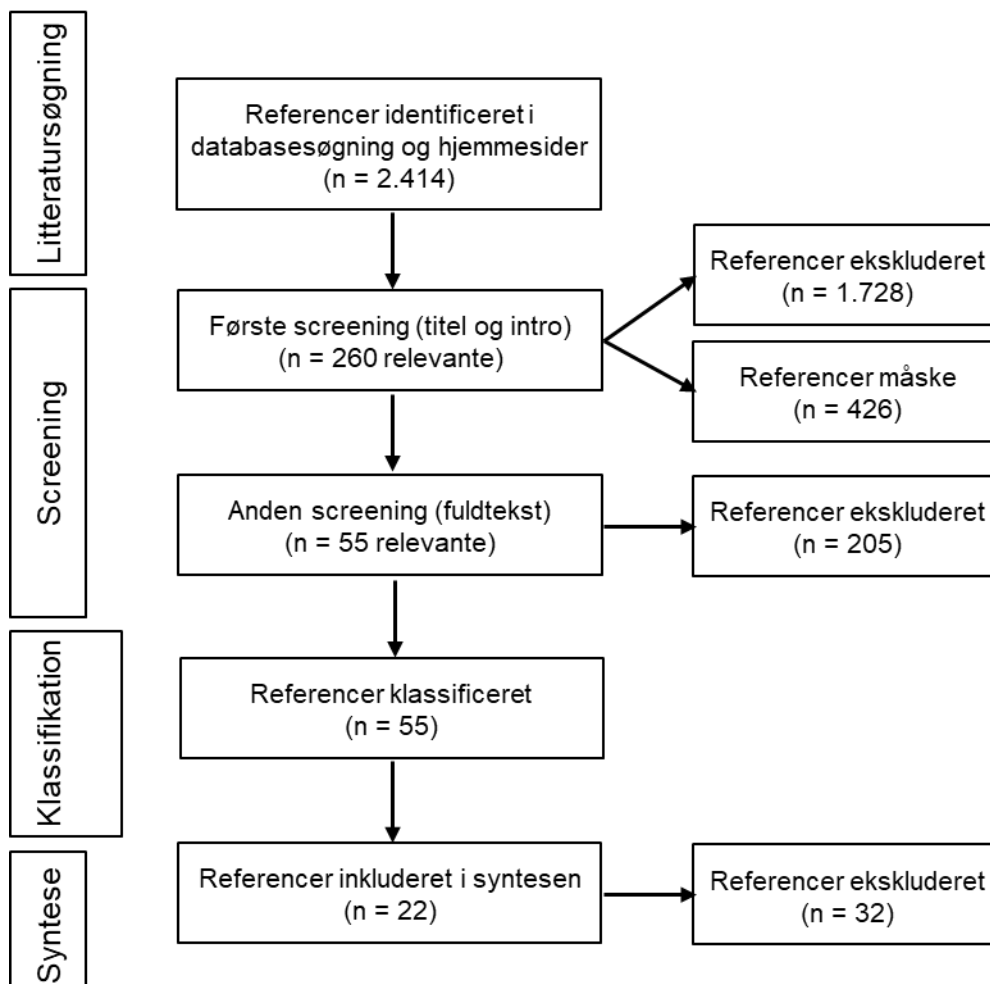 Litteratursøgning
Referencer identificeret i
databasesøgning og hjemmesider
(n = 2.414)
Referencer ekskluderet
(n = 1.728)
Screening
Første screening (titel og intro)
(n = 260 relevante)
Referencer måske
(n = 426)
Anden screening (fuldtekst)
(n = 55 relevante)
Referencer ekskluderet
(n = 205)
Klassifikation
Referencer klassificeret
(n = 55)
Syntese
Referencer inkluderet i syntesen
(n = 22)
Referencer ekskluderet
(n = 32)